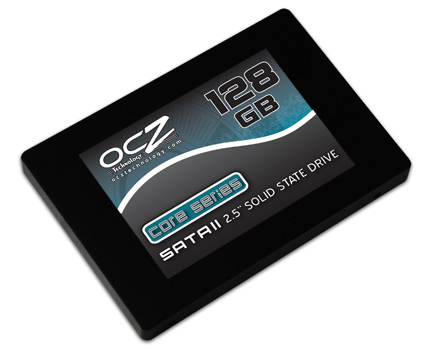 128
GB
OCZ
Technology
ocztechnology.com
core series
SATAII 2.5" SOLID STATE DRIVE